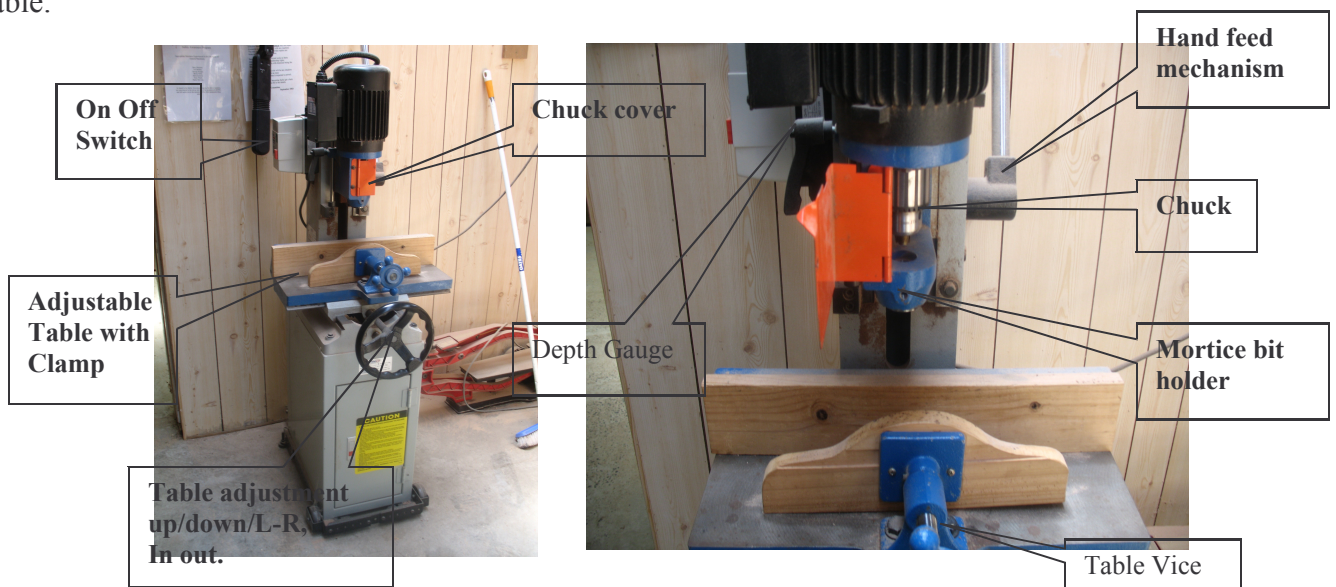 able.
On Off
Switch
Chuck cover
Hand feed
mechanism
Chuck
Adjustable
Table with
Clamp
Depth Gauge
Mortice bit
holder
Table adjustment
up/down/L-R,
In out.
Table Vice
CAUTION